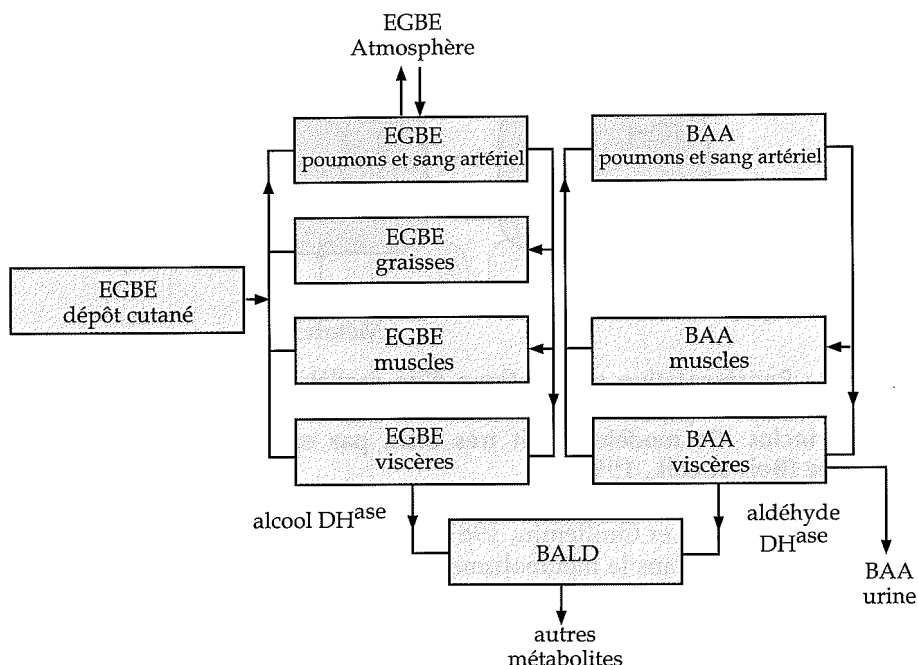 EGBE
Atmosphère
EGBE
poumons et sang artériel
BAA
poumons et sang artériel
EGBE
graisses
EGBE
dépôt cutané
EGBE
muscles
BAA
muscles
EGBE
viscères
BAA
viscères
alcool DHase
aldéhyde
DHase
BALD
BAA
urine
autres
métabolites